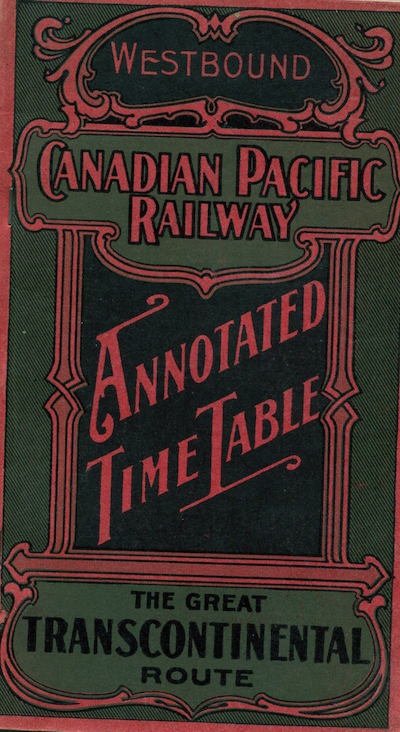 WESTBOUND
CANADIAN PACIFIC
RAILWAY
ANNOTATED
TIME TABLE
THE GREAT
TRANSCONTINENTAL
ROUTE